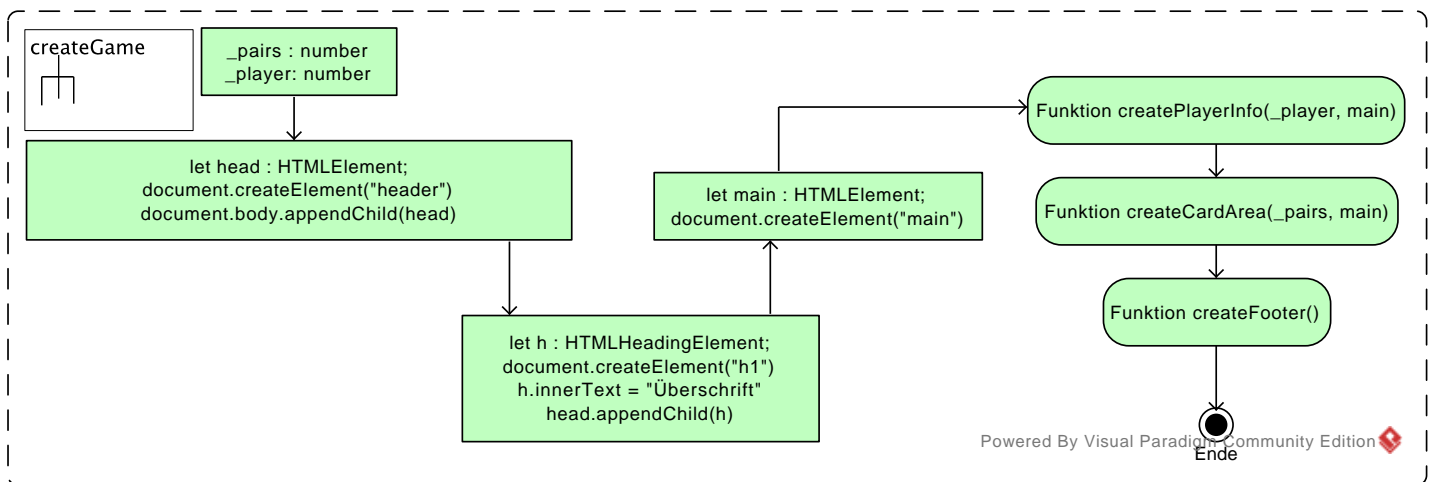 createGame
_pairs : number
_player: number
let head : HTMLElement;
document.createElement("header")
document.body.appendChild(head)
let h : HTMLHeadingElement;
document.createElement("h1")
h.innerText = "Überschrift"
head.appendChild(h)
let main : HTMLElement;
document.createElement("main")
Funktion createPlayerInfo(_player, main)
Funktion createCardArea(_pairs, main)
Funktion createFooter()
Ende
Powered By Visual Paradigm Community Edition